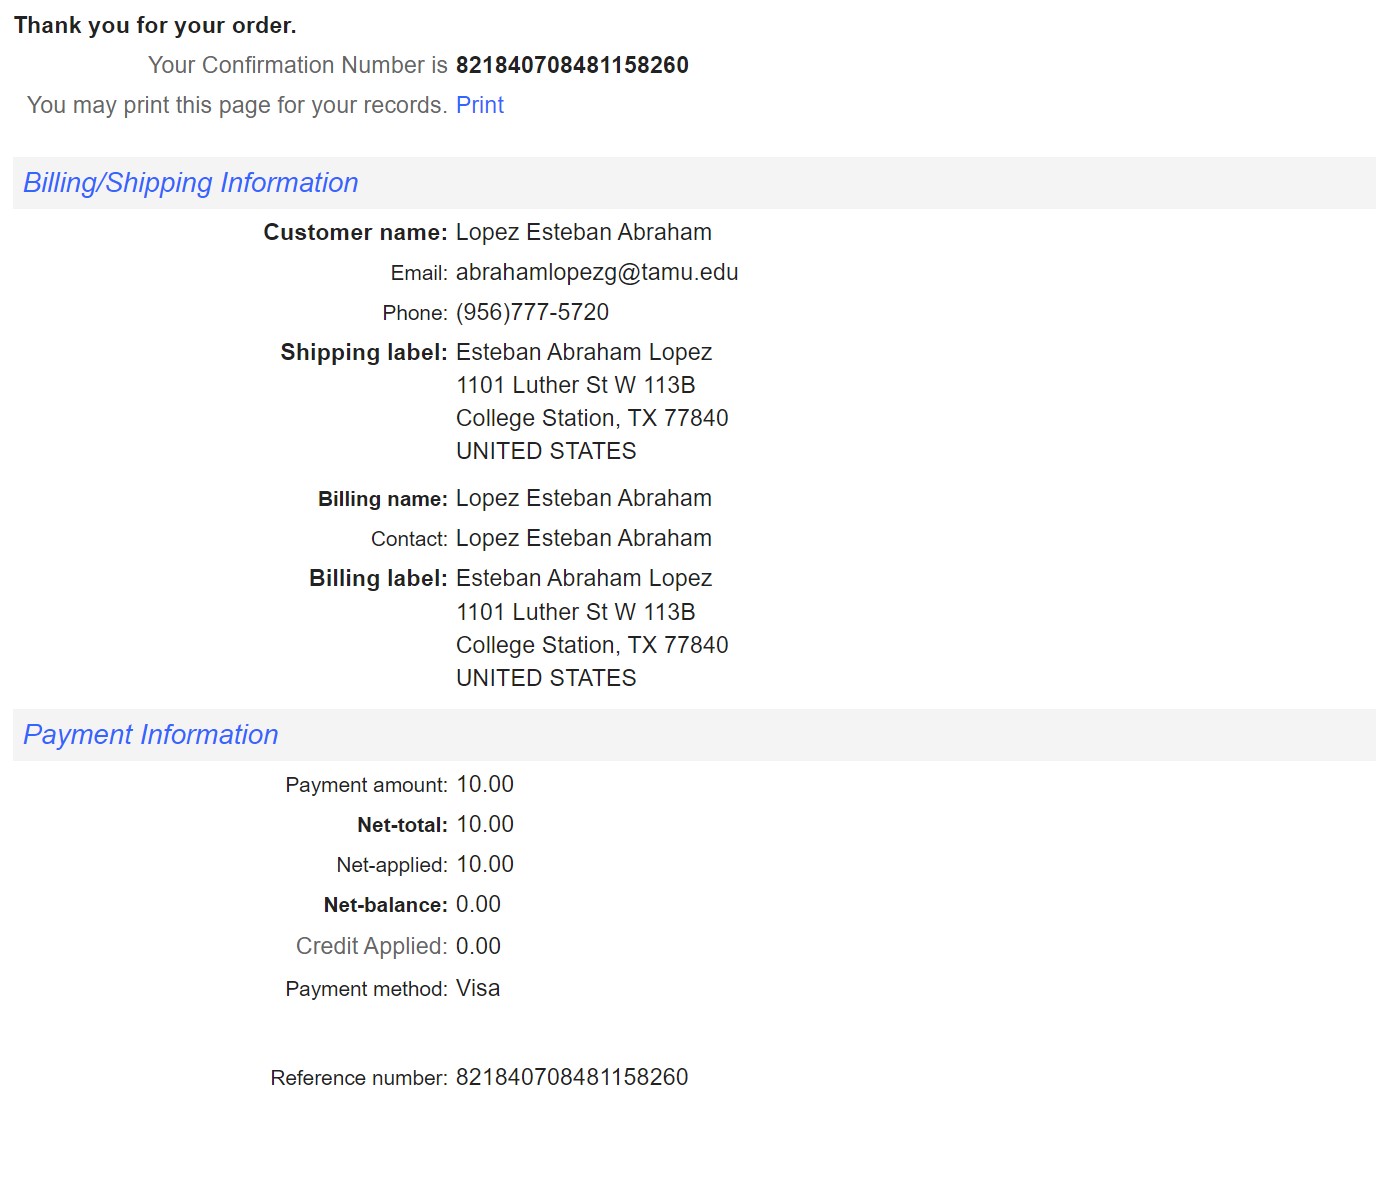 Thank you for your order.
Your Confirmation Number is 821840708481158260
You may print this page for your records. Print
Billing/Shipping Information
Customer name: Lopez Esteban Abraham
Email: abrahamlopezg@tamu.edu
Phone: (956)777-5720
Shipping label: Esteban Abraham Lopez
1101 Luther St W 113B
College Station, TX 77840
UNITED STATES
Billing name: Lopez Esteban Abraham
Contact: Lopez Esteban Abraham
Billing label: Esteban Abraham Lopez
1101 Luther St W 113B
College Station, TX 77840
UNITED STATES
Payment Information
Payment amount: 10.00
Net-total: 10.00
Net-applied: 10.00
Net-balance: 0.00
Credit Applied: 0.00
Payment method: Visa
Reference number: 821840708481158260